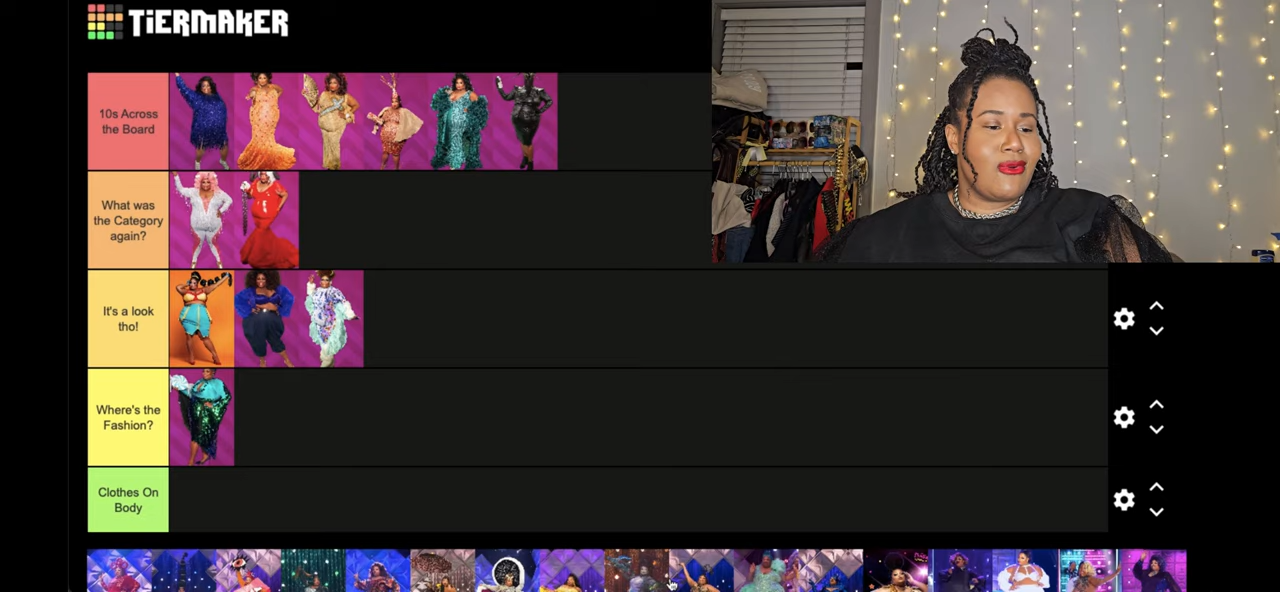 TiERMAKER
10s Across
the Board
What was
the Category
again?
It's a look
tho!
Where's the
Fashion?
Clothes On
Body